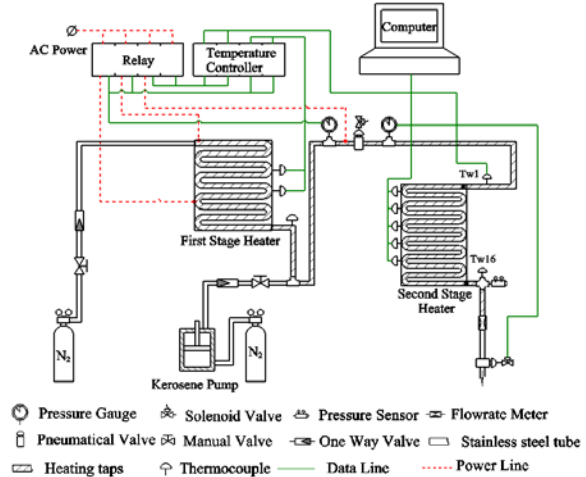 Computer
AC Power
Relay
Temperature
Controller
Tw1
First Stage Heater
Tw16
Second Stage
Heater
N2
N2
Kerosene Pump
Pressure Gauge
Solenoid Valve
Pressure Sensor
Flowrate Meter
Pneumatical Valve
Manual Valve
One Way Valve
Stainless steel tube
Heating taps
Thermocouple
Data Line
Power Line